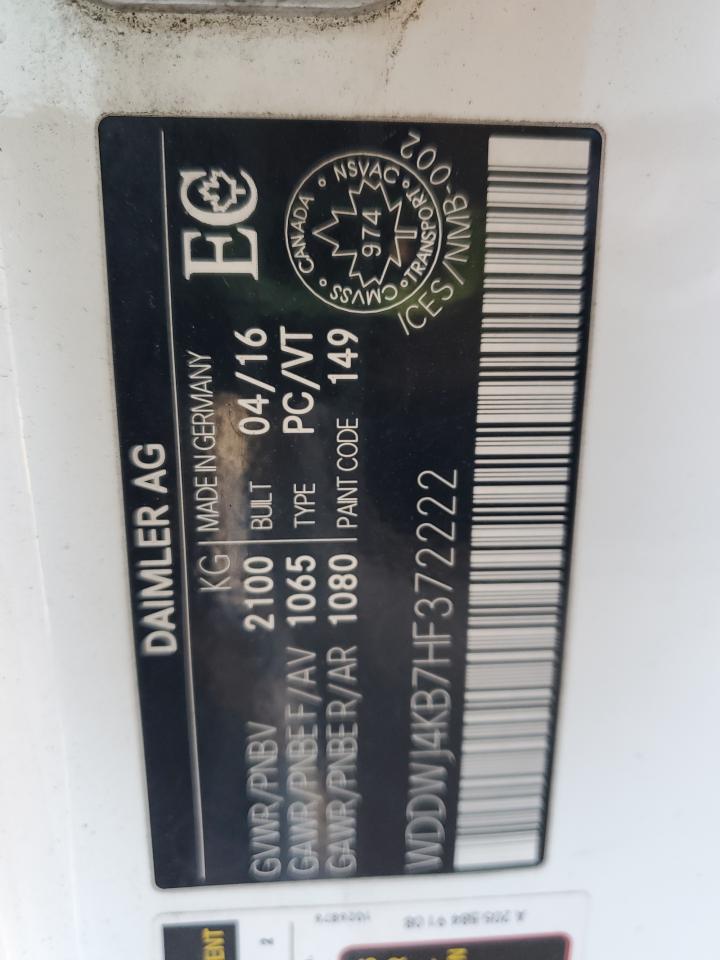 DAIMLER AG
KG MADE IN GERMANY
GVWR/PNBV 2100 BUILT 04/16
GAWR/PNBE F/AV 1065 TYPE PC/VT
GAWR/PNBE R/AR 1080 PAINT CODE 149
WDDWJ4KB7HF372222
EC
CANADA NSVAC
974
CMVSS TRANSPORT
ICES/NMB-002
2